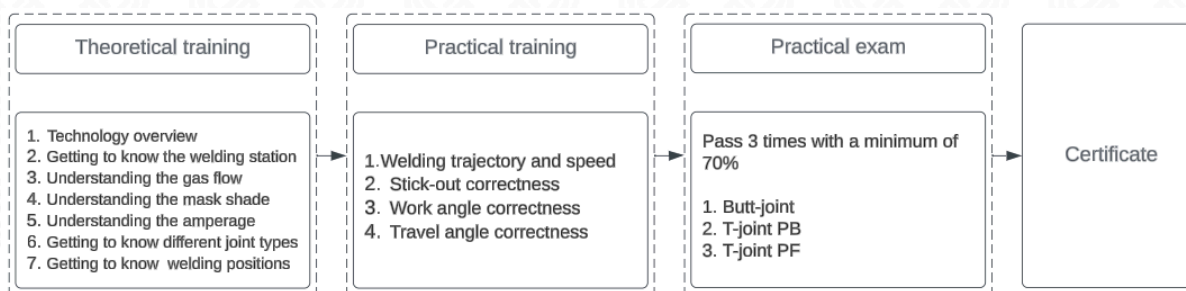 Theoretical training
1. Technology overview
2. Getting to know the welding station
3. Understanding the gas flow
4. Understanding the mask shade
5. Understanding the amperage
6. Getting to know different joint types
7. Getting to know welding positions
Practical training
1.Welding trajectory and speed
2. Stick-out correctness
3. Work angle correctness
4. Travel angle correctness
Practical exam
Pass 3 times with a minimum of
70%
1. Butt-joint
2. T-joint PB
3. T-joint PF
Certificate